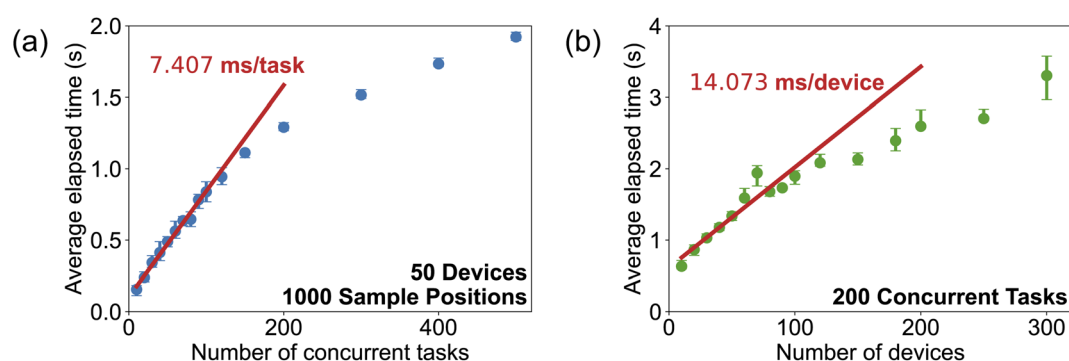 (a)
Average elapsed time (s)
2.0
1.5
1.0
0.5
0.0
7.407 ms/task
50 Devices
1000 Sample Positions
0
200
400
Number of concurrent tasks
(b)
Average elapsed time (s)
4
3
2
1
0
14.073 ms/device
200 Concurrent Tasks
0
100
200
300
Number of devices